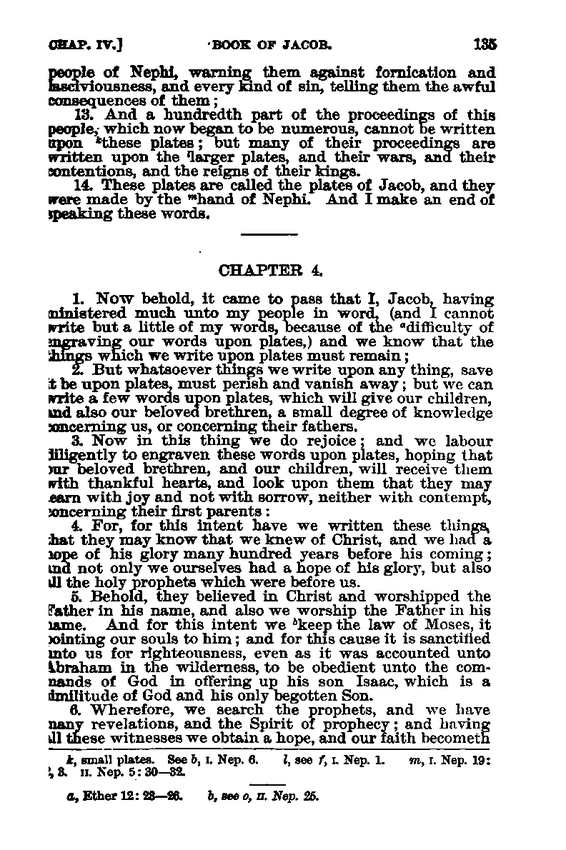 CHAP. IV.] BOOK OF JACOB. 135
people of Nephi, warning them against fornication and
lasciviousness, and every kind of sin, telling them the awful
consequences of them;
13. And a hundredth part of the proceedings of this
people, which now began to be numerous, cannot be written
upon kthese plates; but many of their proceedings are
written upon the llarger plates, and their wars, and their
contentions, and the reigns of their kings.
14. These plates are called the plates of Jacob, and they
were made by the mhand of Nephi. And I make an end of
speaking these words.
CHAPTER 4.
1. Now behold, it came to pass that I, Jacob, having
ministered much unto my people in word, (and I cannot
write but a little of my words, because of the adifficulty of
engraving our words upon plates,) and we know that the
things which we write upon plates must remain;
2. But whatsoever things we write upon any thing, save
it be upon plates, must perish and vanish away; but we can
write a few words upon plates, which will give our children,
and also our beloved brethren, a small degree of knowledge
concerning us, or concerning their fathers.
3. Now in this thing we do rejoice; and we labour
diligently to engraven these words upon plates, hoping that
our beloved brethren, and our children, will receive them
with thankful hearts, and look upon them that they may
learn with joy and not with sorrow, neither with contempt,
concerning their first parents:
4. For, for this intent have we written these things,
that they may know that we knew of Christ, and we had a
hope of his glory many hundred years before his coming;
and not only we ourselves had a hope of his glory, but also
all the holy prophets which were before us.
5. Behold, they believed in Christ and worshipped the
Father in his name, and also we worship the Father in his
name. And for this intent we bkeep the law of Moses, it
pointing our souls to him; and for this cause it is sanctified
unto us for righteousness, even as it was accounted unto
Abraham in the wilderness, to be obedient unto the com-
mands of God in offering up his son Isaac, which is a
similitude of God and his only begotten Son.
6. Wherefore, we search the prophets, and we have
many revelations, and the Spirit of prophecy; and having
all these witnesses we obtain a hope, and our faith becometh
k, small plates. See b, I. Nep. 6. l, see f, I. Nep. 1. m, I. Nep. 19:
2, 3. II. Nep. 5: 30—32.
a, Ether 12: 23—26. b, see o, II. Nep. 25.